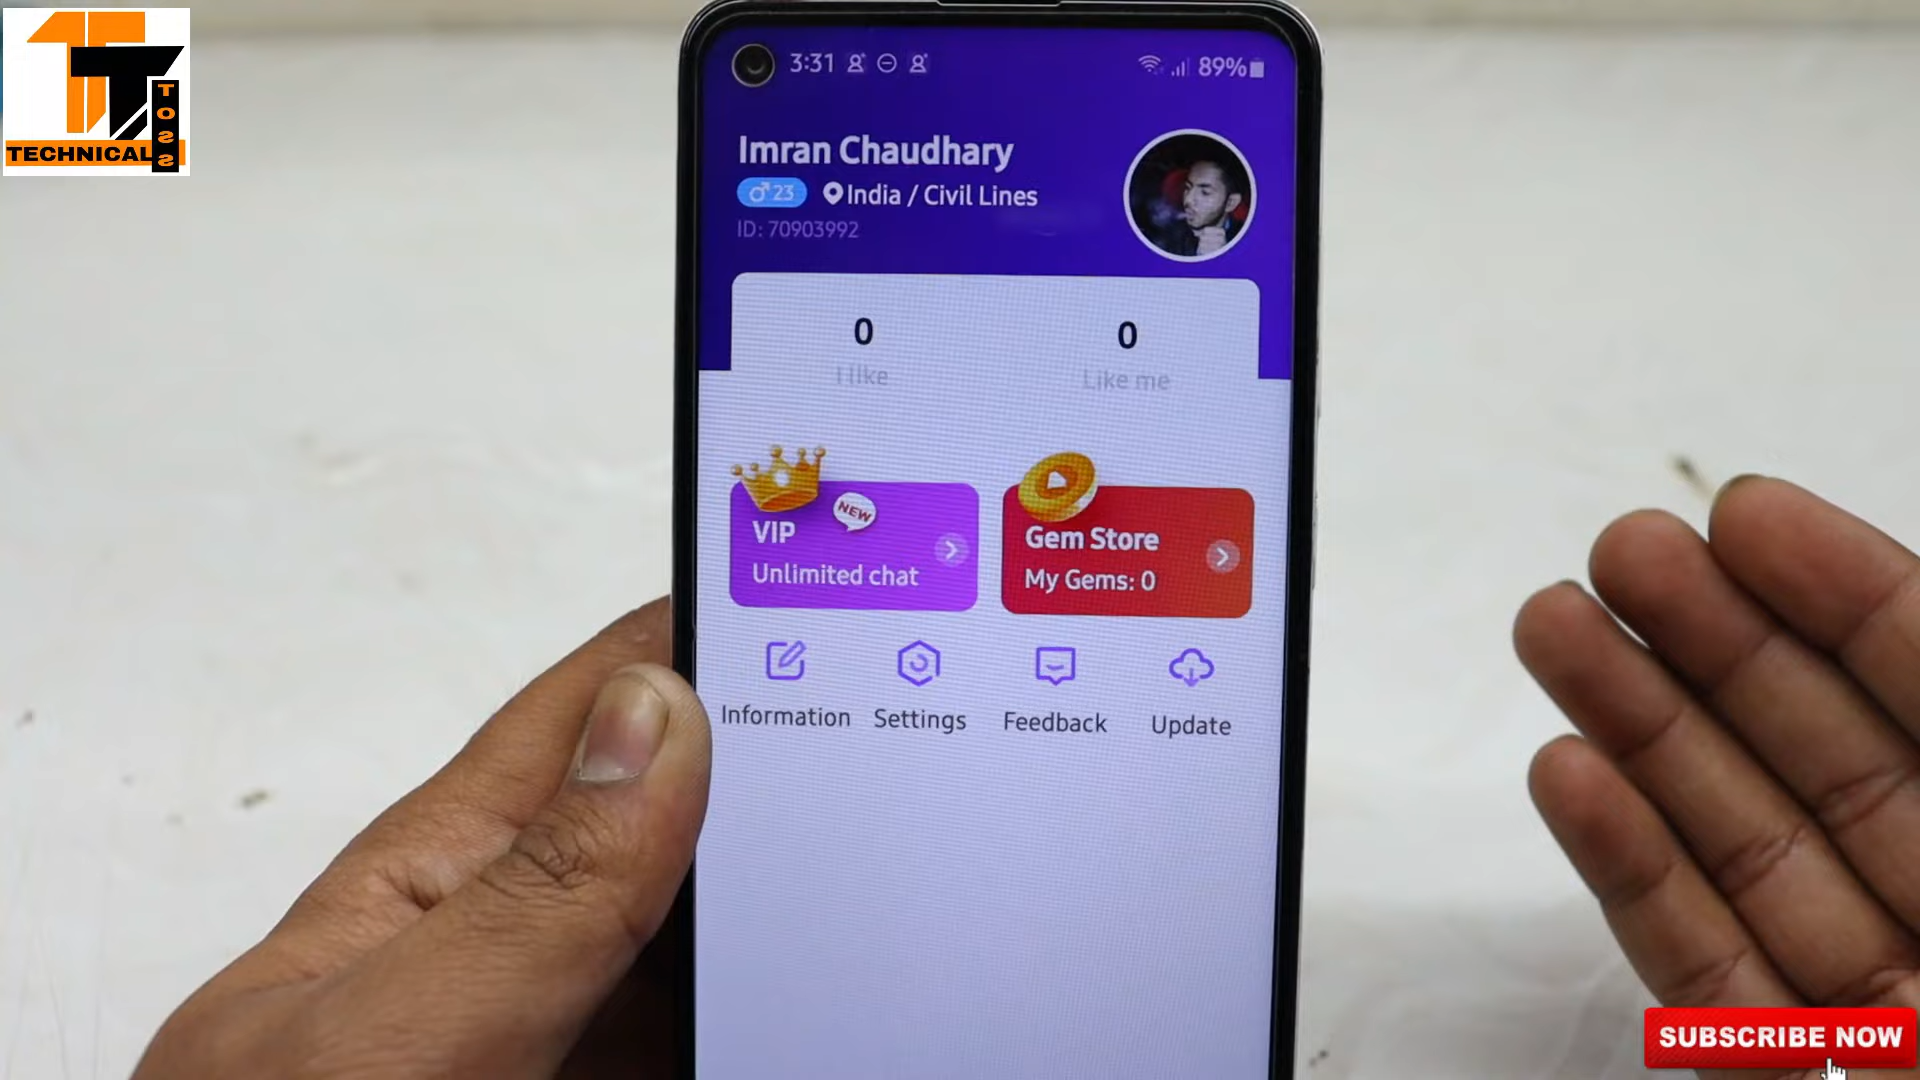 TECHNICAL
TOSS
3:31
89%
Imran Chaudhary
23
India / Civil Lines
ID: 70903992
0
0
I like
Like me
NEW
VIP
Unlimited chat
Gem Store
My Gems: 0
Information
Settings
Feedback
Update
SUBSCRIBE NOW